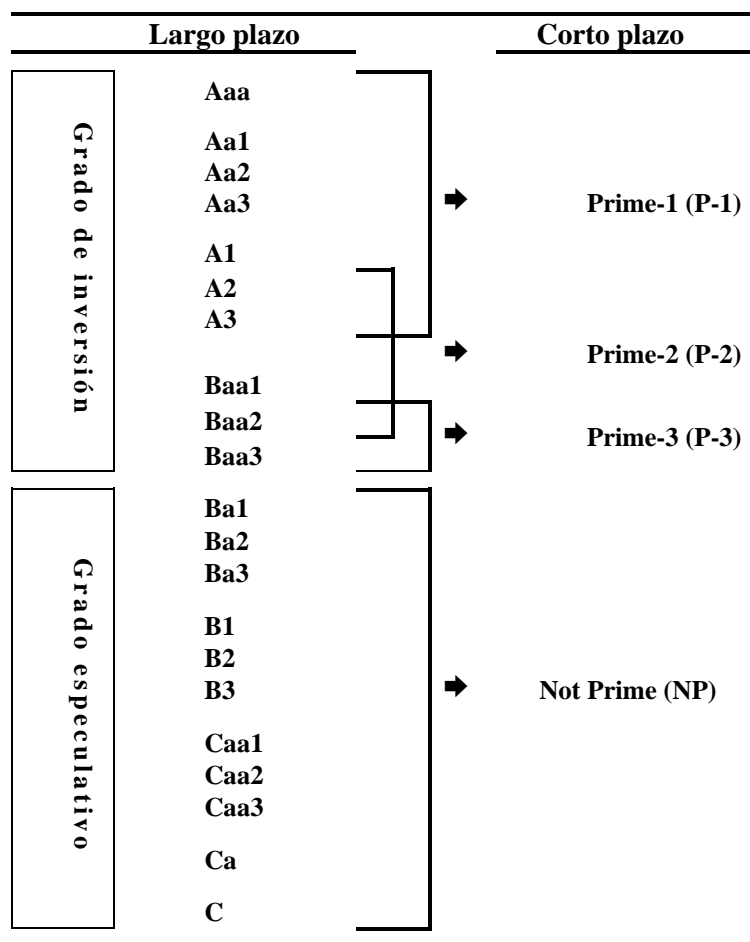 Largo plazo Corto plazo
Grado de inversión
Aaa
Aa1
Aa2
Aa3 Prime-1 (P-1)
A1
A2
A3
Prime-2 (P-2)
Baa1
Baa2 Prime-3 (P-3)
Baa3
Grado especulativo
Ba1
Ba2
Ba3
B1
B2
B3 Not Prime (NP)
Caa1
Caa2
Caa3
Ca
C